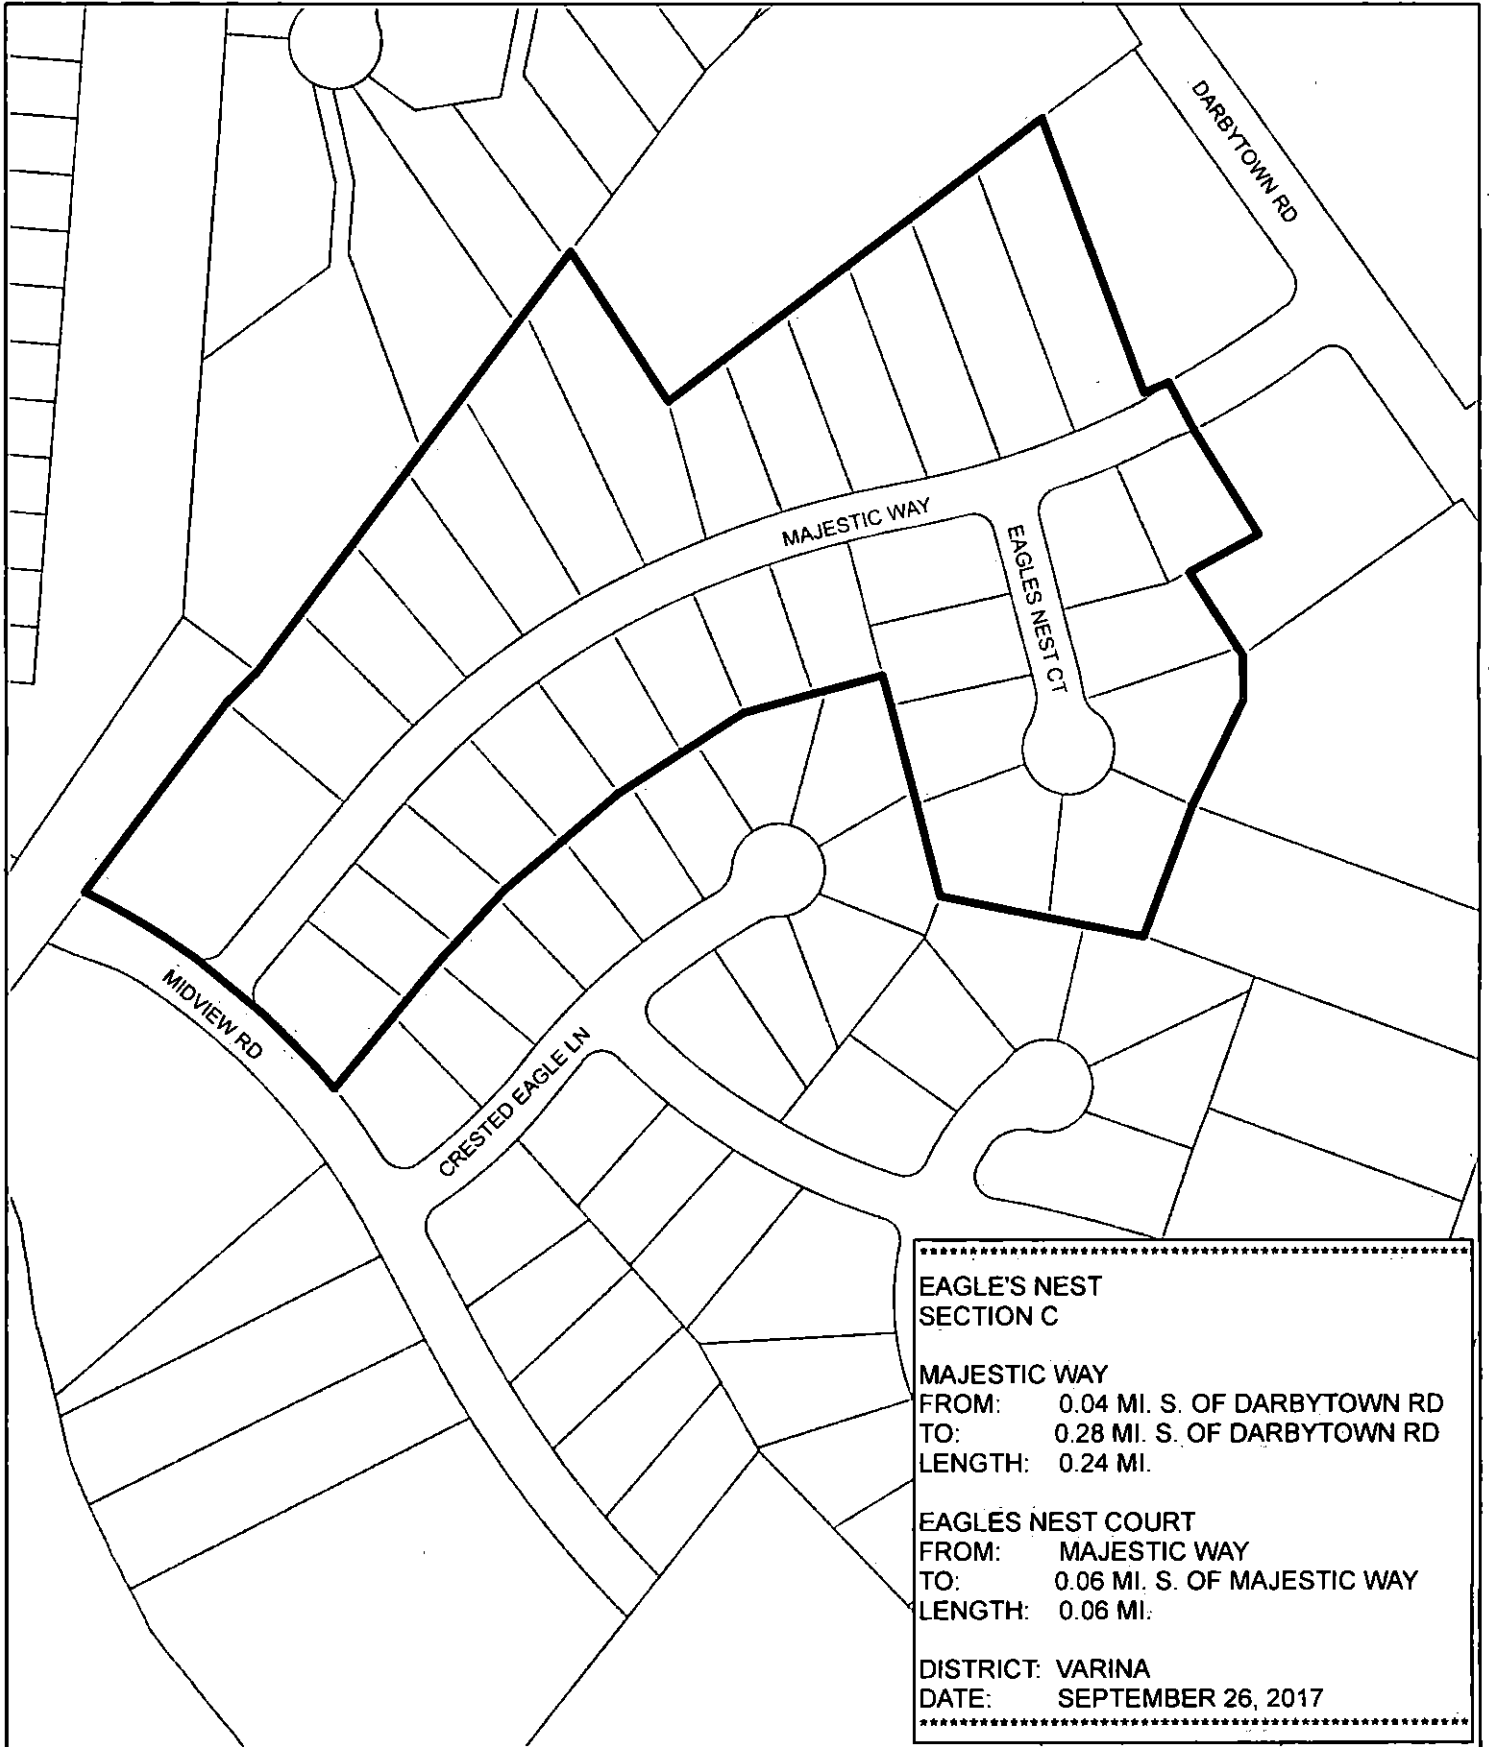 DARBYTOWN RD
MAJESTIC WAY
EAGLES NEST CT
MIDVIEW RD
CRESTED EAGLE LN
EAGLE'S NEST
SECTION C
MAJESTIC WAY
FROM: 0.04 MI. S. OF DARBYTOWN RD
TO: 0.28 MI. S. OF DARBYTOWN RD
LENGTH: 0.24 MI.
EAGLES NEST COURT
FROM: MAJESTIC WAY
TO: 0.06 MI. S. OF MAJESTIC WAY
LENGTH: 0.06 MI.
DISTRICT: VARINA
DATE: SEPTEMBER 26, 2017